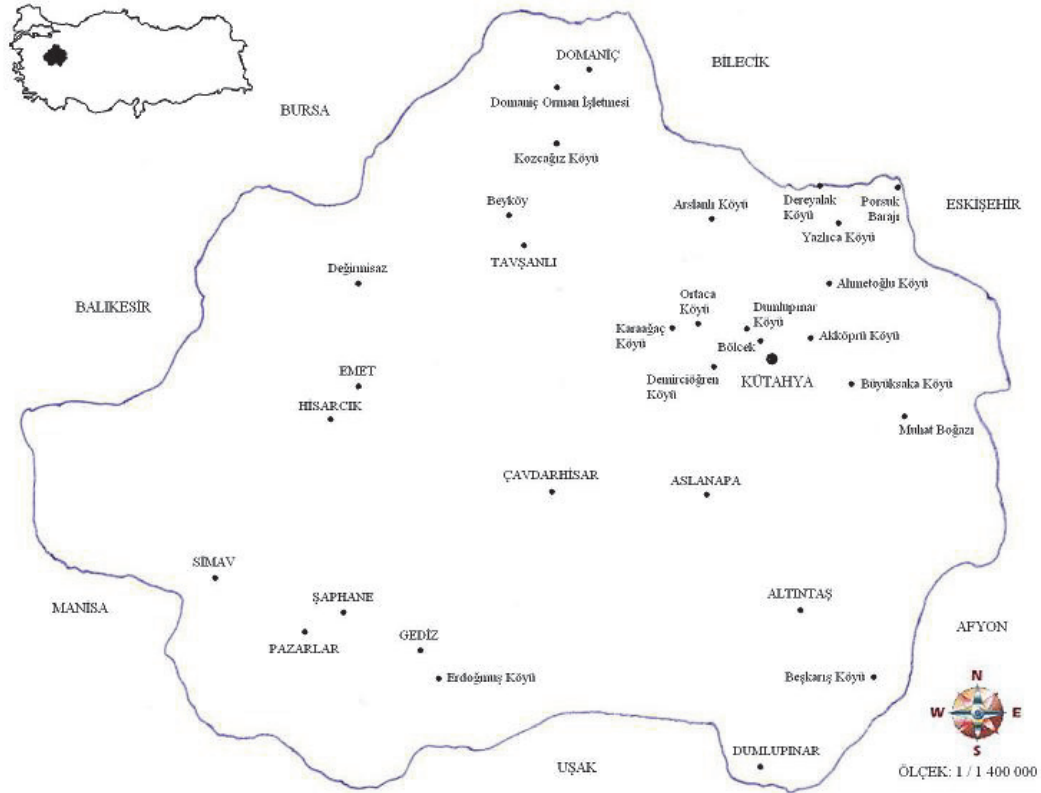 DOMANİÇ
BİLECİK
Domaniç Orman İşletmesi
BURSA
Kozcağız Köyü
Beyköy
Arslanlı Köyü
Dereyalak
Köyü
Porsuk
Barajı
ESKİŞEHİR
Yazlıca Köyü
TAVŞANLI
Değirmisaz
Ahmetoğlu Köyü
BALIKESİR
Ortaca
Köyü
Dumlupınar
Köyü
Karaağaç
Köyü
Akköprü Köyü
Bölcek
EMET
Demirciöğren
Köyü
KÜTAHYA
Büyüksaka Köyü
HİSARCIK
Muhat Boğazı
ÇAVDARHİSAR
ASLANAPA
SİMAV
MANİSA
ŞAPHANE
ALTINTAŞ
AFYON
PAZARLAR
GEDİZ
Erdoğmuş Köyü
Beşkarış Köyü
N
W
E
S
DUMLUPINAR
UŞAK
ÖLÇEK: 1 / 1 400 000